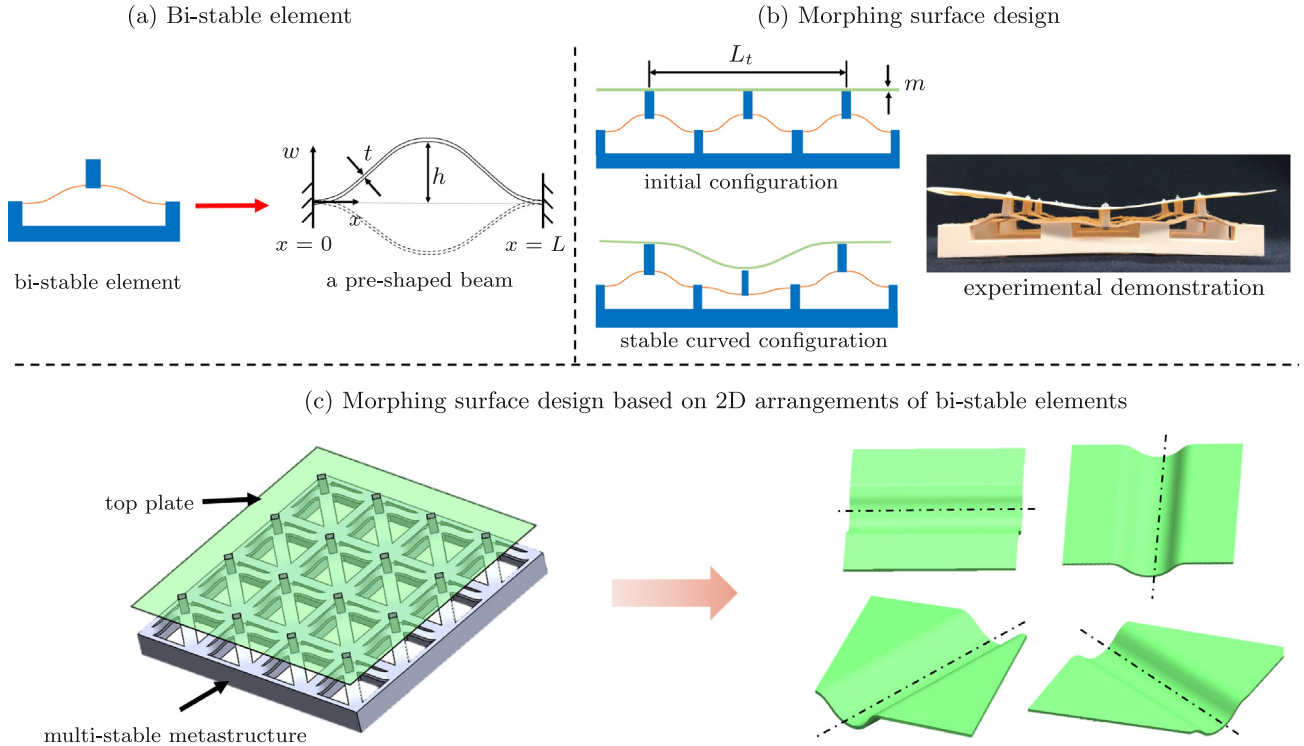 (a) Bi-stable element
bi-stable element
w
t
h
x
x = 0
x = L
a pre-shaped beam
(b) Morphing surface design
L_t
m
initial configuration
stable curved configuration
experimental demonstration
(c) Morphing surface design based on 2D arrangements of bi-stable elements
top plate
multi-stable metastructure